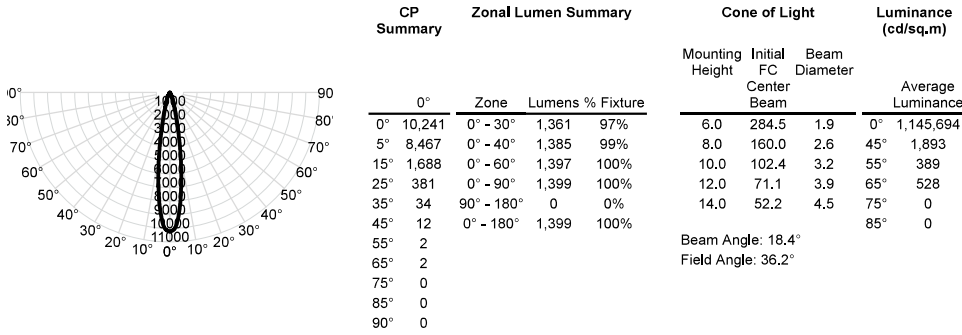 CP Summary
0°
0° 10,241
5° 8,467
15° 1,688
25° 381
35° 34
45° 12
55° 2
65° 2
75° 0
85° 0
90° 0
Zonal Lumen Summary
Zone Lumens % Fixture
0° - 30° 1,361 97%
0° - 40° 1,385 99%
0° - 60° 1,397 100%
0° - 90° 1,399 100%
90° - 180° 0 0%
0° - 180° 1,399 100%
Cone of Light
Mounting Height Initial FC Center Beam Beam Diameter
6.0 284.5 1.9
8.0 160.0 2.6
10.0 102.4 3.2
12.0 71.1 3.9
14.0 52.2 4.5
Beam Angle: 18.4°
Field Angle: 36.2°
Luminance (cd/sq.m)
Average Luminance
0° 1,145,694
45° 1,893
55° 389
65° 528
75° 0
85° 0
0° 90
80° 80°
70° 70°
60° 60°
50° 50°
40° 40°
30° 30°
20° 20°
10° 10°
0°
1000
2000
3000
4000
5000
6000
7000
8000
9000
10000
11000